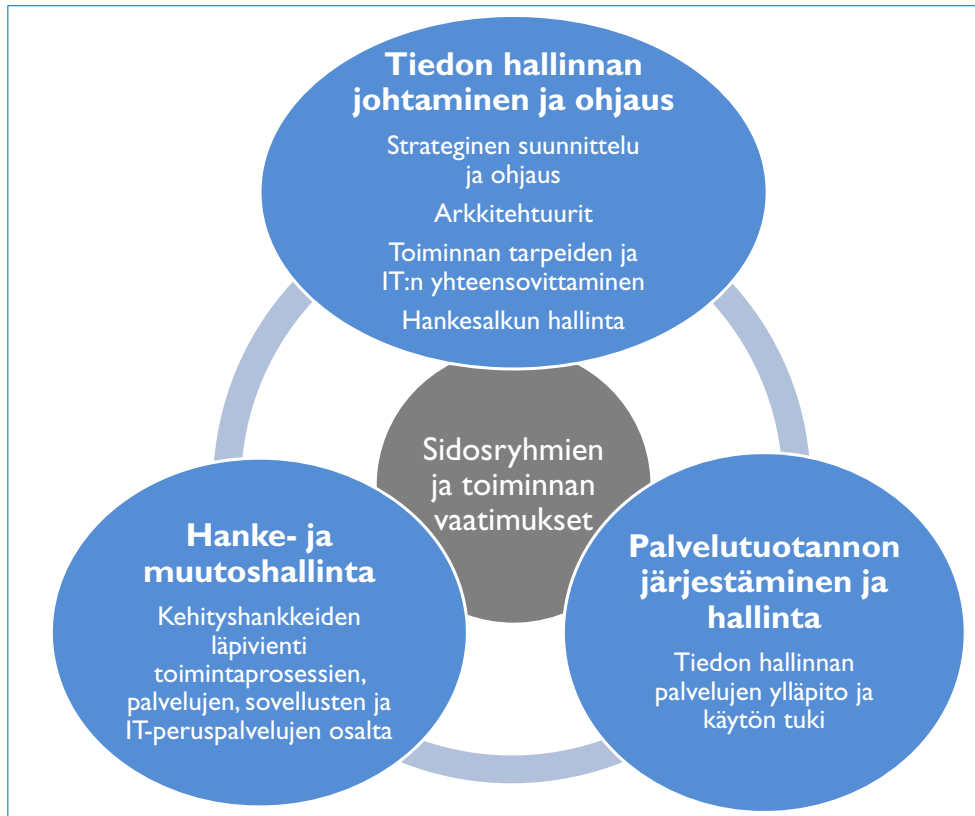 Tiedon hallinnan
johtaminen ja ohjaus
Strateginen suunnittelu
ja ohjaus
Arkkitehtuurit
Toiminnan tarpeiden ja
IT:n yhteensovittaminen
Hankesalkun hallinta
Sidosryhmien
ja toiminnan
vaatimukset
Hanke- ja
muutoshallinta
Kehityshankkeiden
läpivienti
toimintaprosessien,
palvelujen, sovellusten ja
IT-peruspalvelujen osalta
Palvelutuotannon
järjestäminen ja
hallinta
Tiedon hallinnan
palvelujen ylläpito ja
käytön tuki